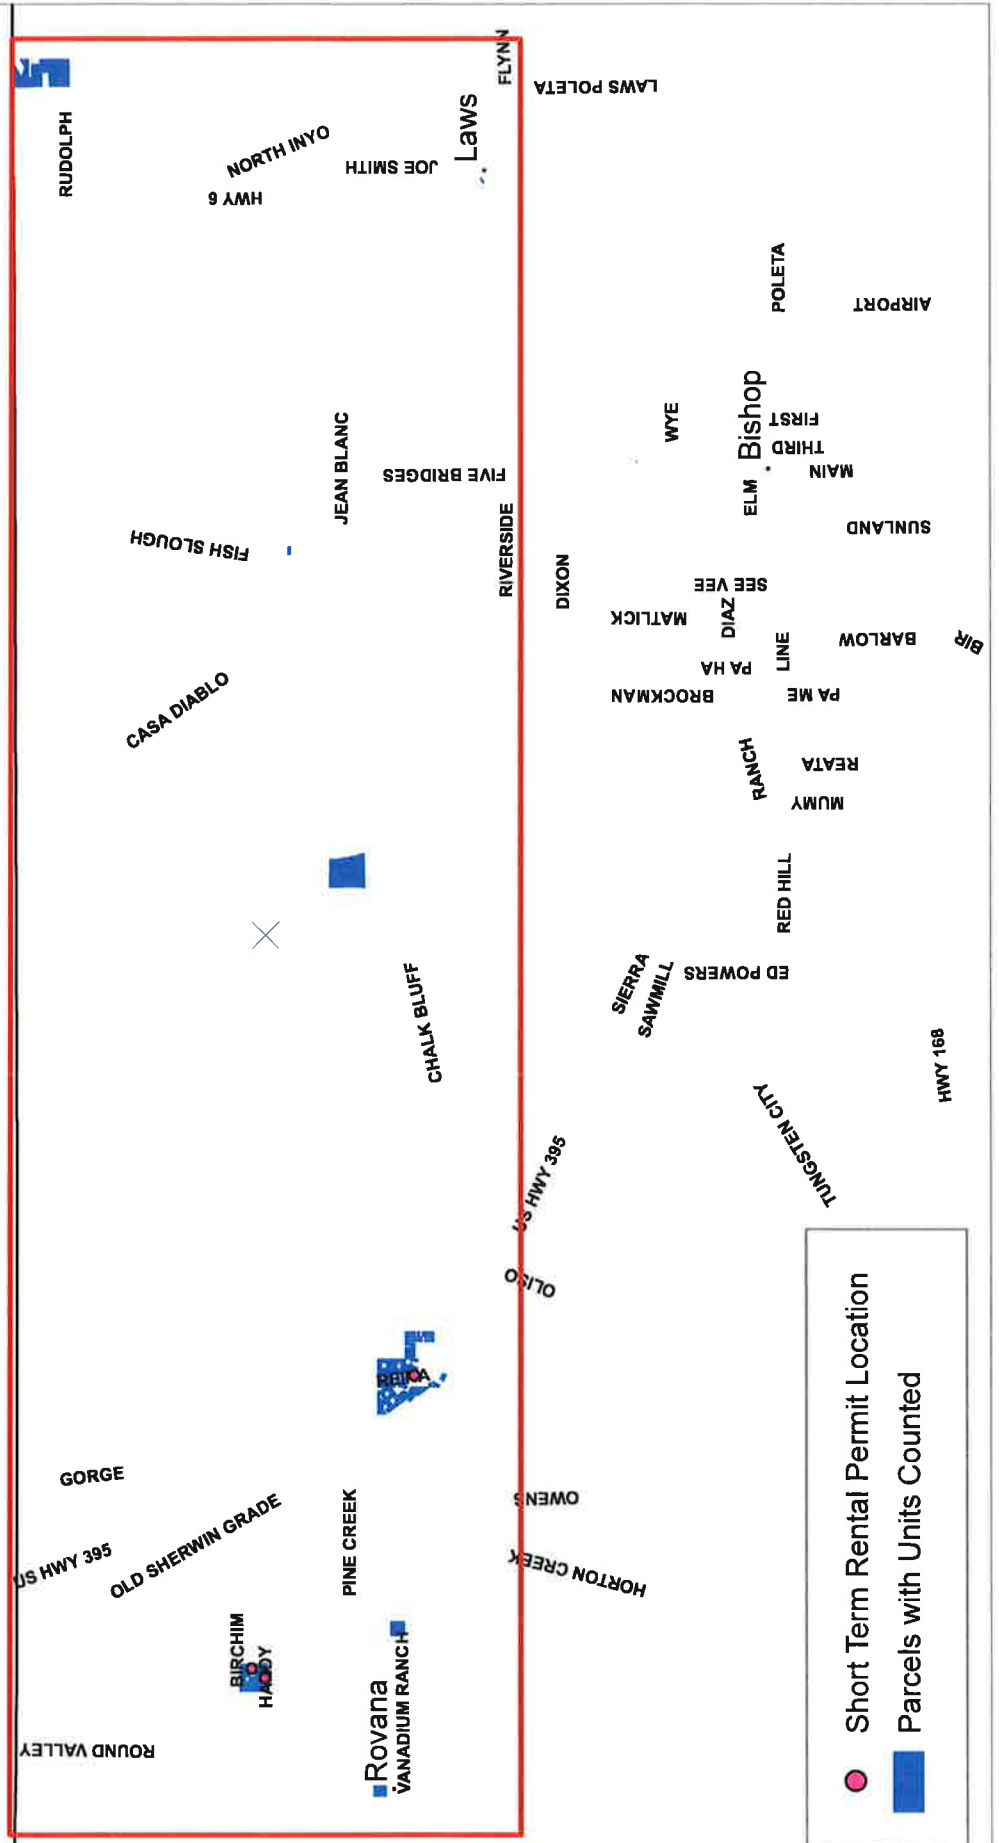 FLYNN
LAWS POLETA
RUDOLPH
NORTH INYO
JOE SMITH
Laws
HWY 6
POLETA
AIRPORT
WYE
Bishop
FIRST
THIRD
MAIN
ELM
JEAN BLANC
FIVE BRIDGES
RIVERSIDE
FISH SLOUGH
SUNLAND
DIXON
SEE VEE
MATLICK
DIAZ
LINE
BARLOW
BIR
PA HA
BROCKMAN
PA ME
CASA DIABLO
RANCH
REATA
MUMY
RED HILL
SIERRA
SAWMILL
ED POWERS
CHALK BLUFF
HWY 168
TUNGSTEN CITY
US HWY 395
OLISO
GORGE
OWENS
US HWY 395
OLD SHERWIN GRADE
PINE CREEK
HORTON CREEK
BIRCHIM
Rovana
VANADIUM RANCH
ROUND VALLEY
Short Term Rental Permit Location
Parcels with Units Counted